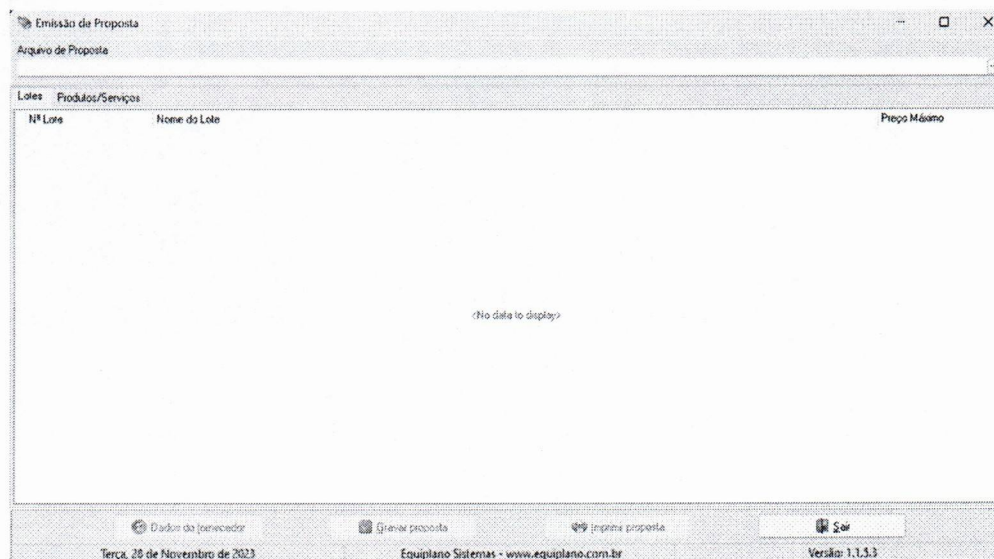 Emissão de Proposta
Arquivo de Proposta
Lotes Produtos/Serviços
Nº Lote Nome do Lote Preço Máximo
<No data to display>
Dados do fornecedor Gravar proposta Imprimir proposta Sair
Terça, 28 de Novembro de 2023 Equiplano Sistemas - www.equiplano.com.br Versão: 1.1.5.3